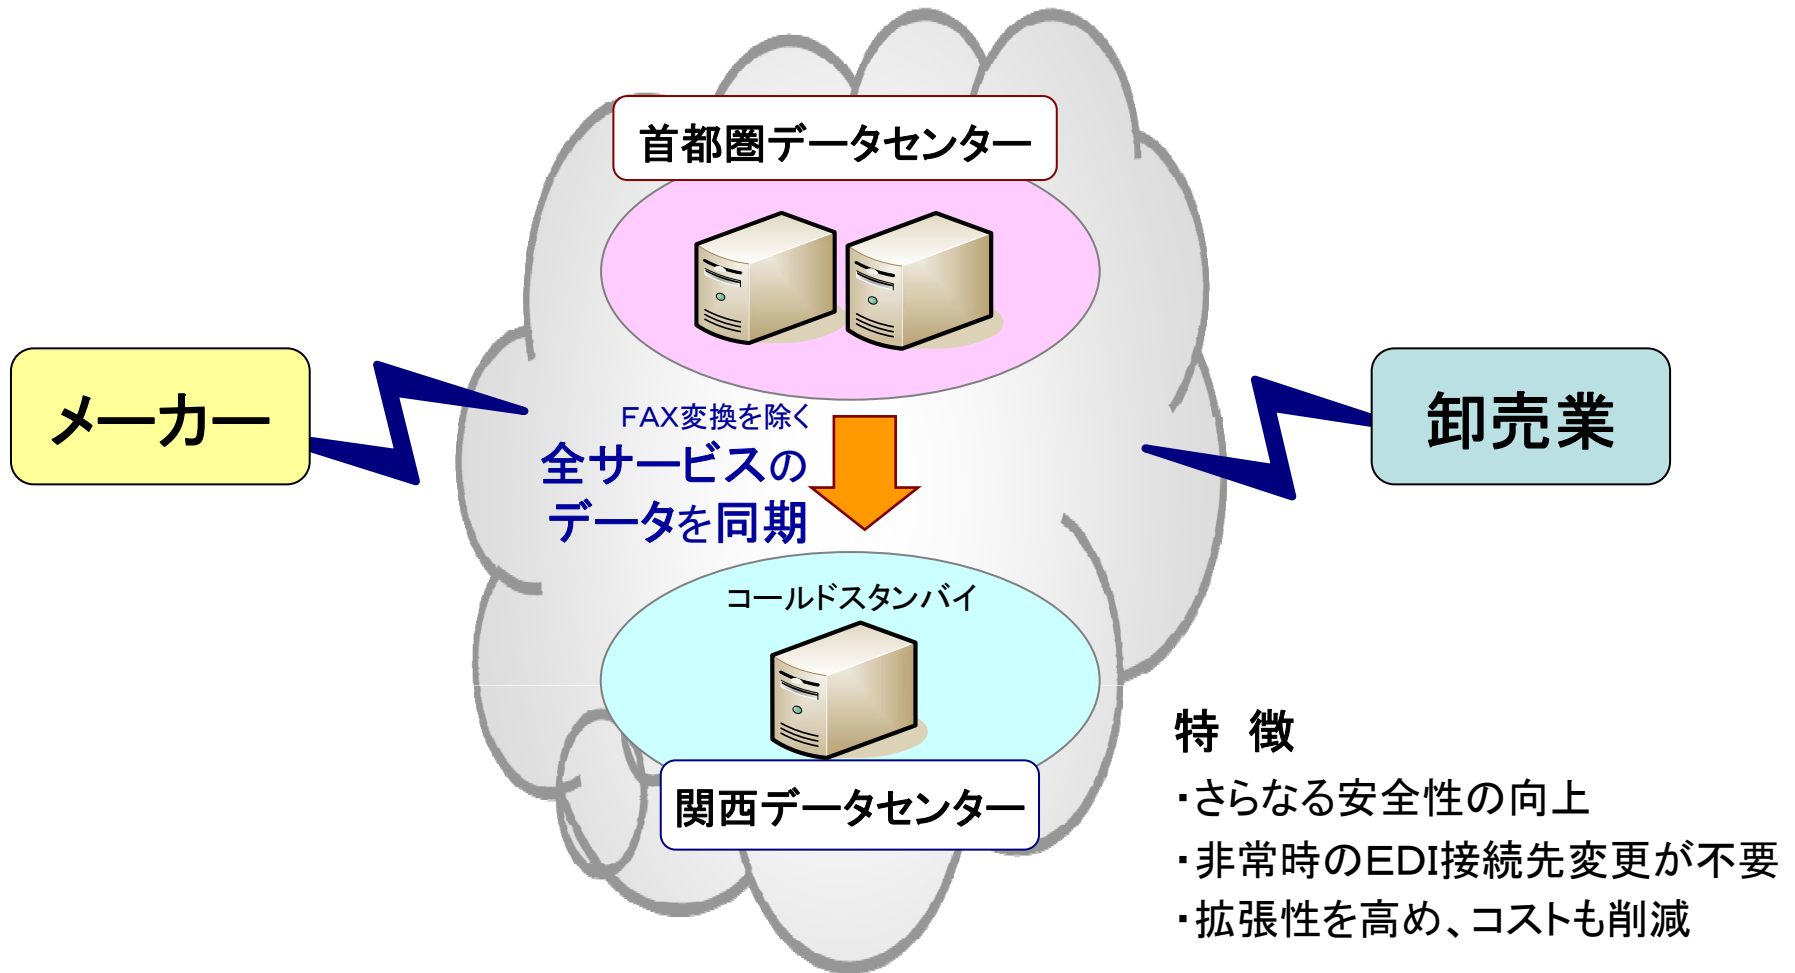 首都圏データセンター
メーカー
FAX変換を除く
全サービスの
データを同期
卸売業
コールドスタンバイ
関西データセンター
特　徴
・さらなる安全性の向上
・非常時のEDI接続先変更が不要
・拡張性を高め、コストも削減